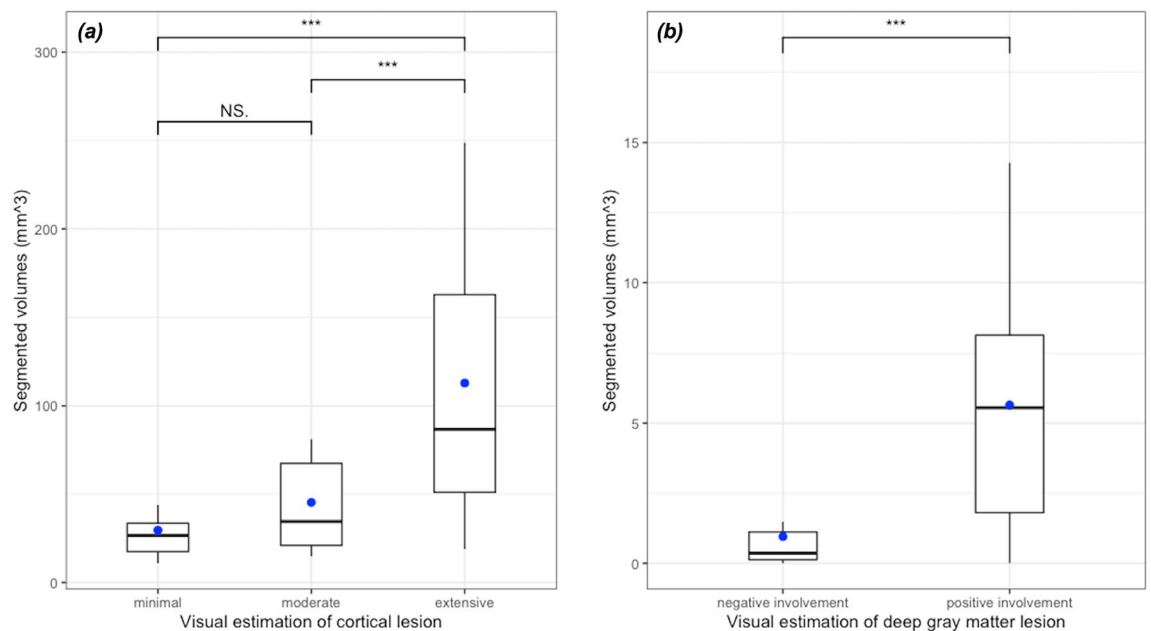 (a)
***
***
NS.
300
200
100
0
Segmented volumes (mm^3)
minimal moderate extensive
Visual estimation of cortical lesion
(b)
***
15
10
5
0
Segmented volumes (mm^3)
negative involvement positive involvement
Visual estimation of deep gray matter lesion